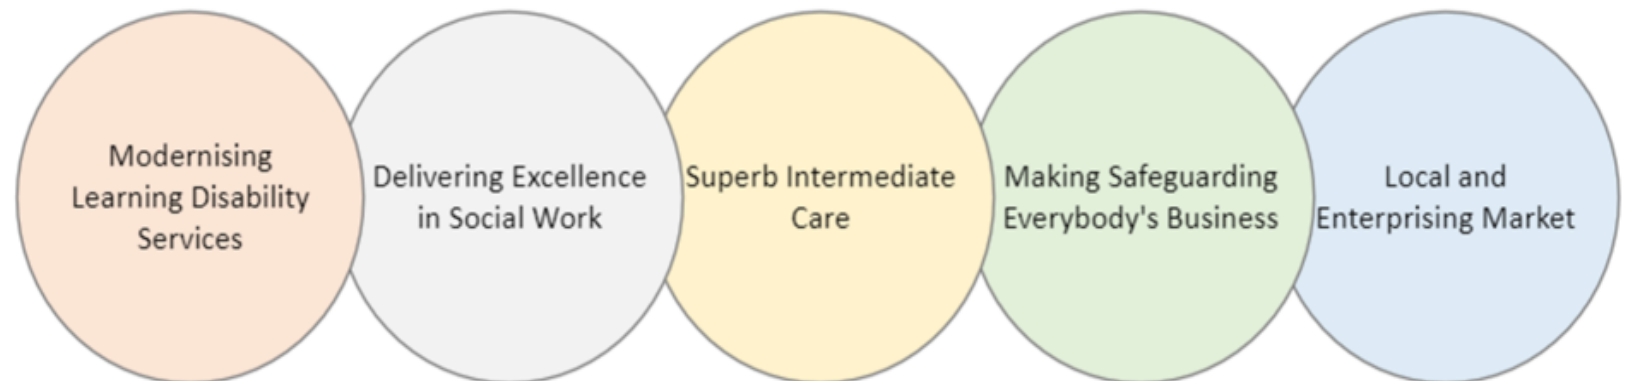 Modernising
Learning Disability
Services
Delivering Excellence
in Social Work
Superb Intermediate
Care
Making Safeguarding
Everybody's Business
Local and
Enterprising Market